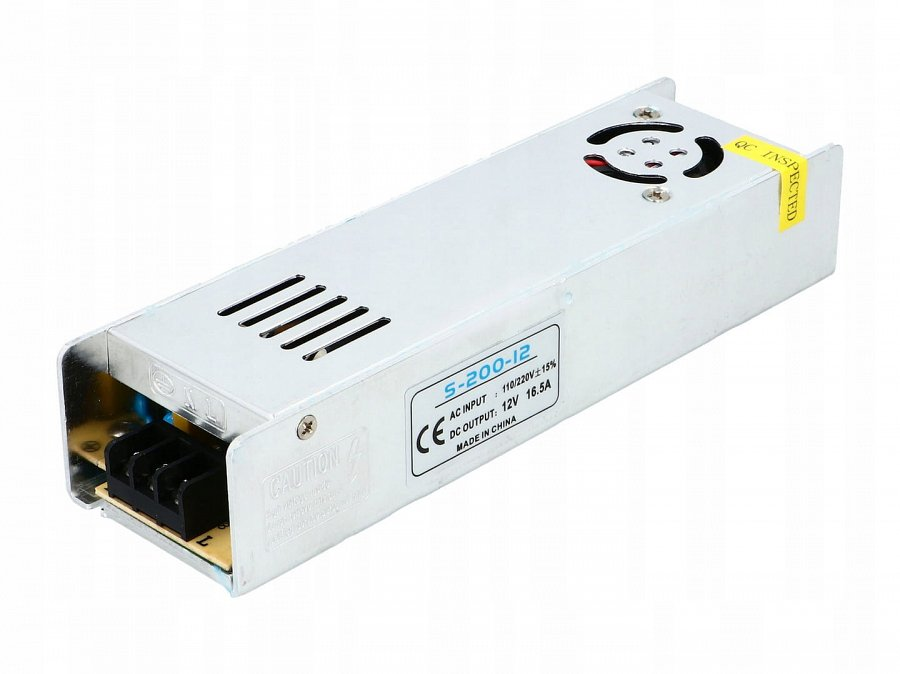 QC INSPECTED
S-200-12
AC INPUT : 110/220V±15%
DC OUTPUT: 12V 16.5A
MADE IN CHINA
CE
CAUTION
L